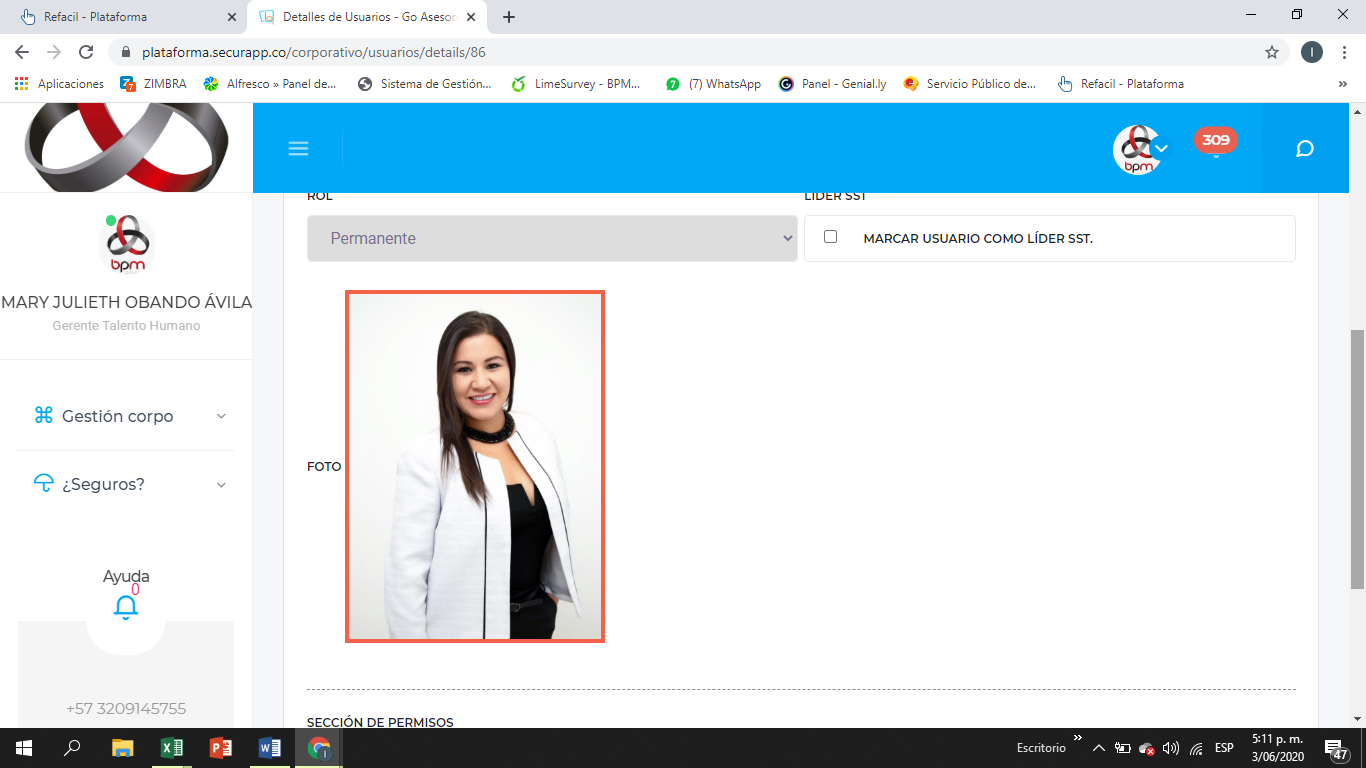 Refacil - Plataforma
Detalles de Usuarios - Go Asesor
plataforma.securapp.co/corporativo/usuarios/details/86
I
Aplicaciones
ZIMBRA
Alfresco » Panel de...
Sistema de Gestión...
LimeSurvey - BPM...
(7) WhatsApp
Panel - Genial.ly
Servicio Público de...
Refacil - Plataforma
»
bpm
309
bpm
MARY JULIETH OBANDO ÁVILA
Gerente Talento Humano
Gestión corpo
¿Seguros?
Ayuda
0
+57 3209145755
ROL
LÍDER SST
Permanente
MARCAR USUARIO COMO LÍDER SST.
FOTO
SECCIÓN DE PERMISOS
Escritorio
»
ESP
5:11 p. m.
3/06/2020
47